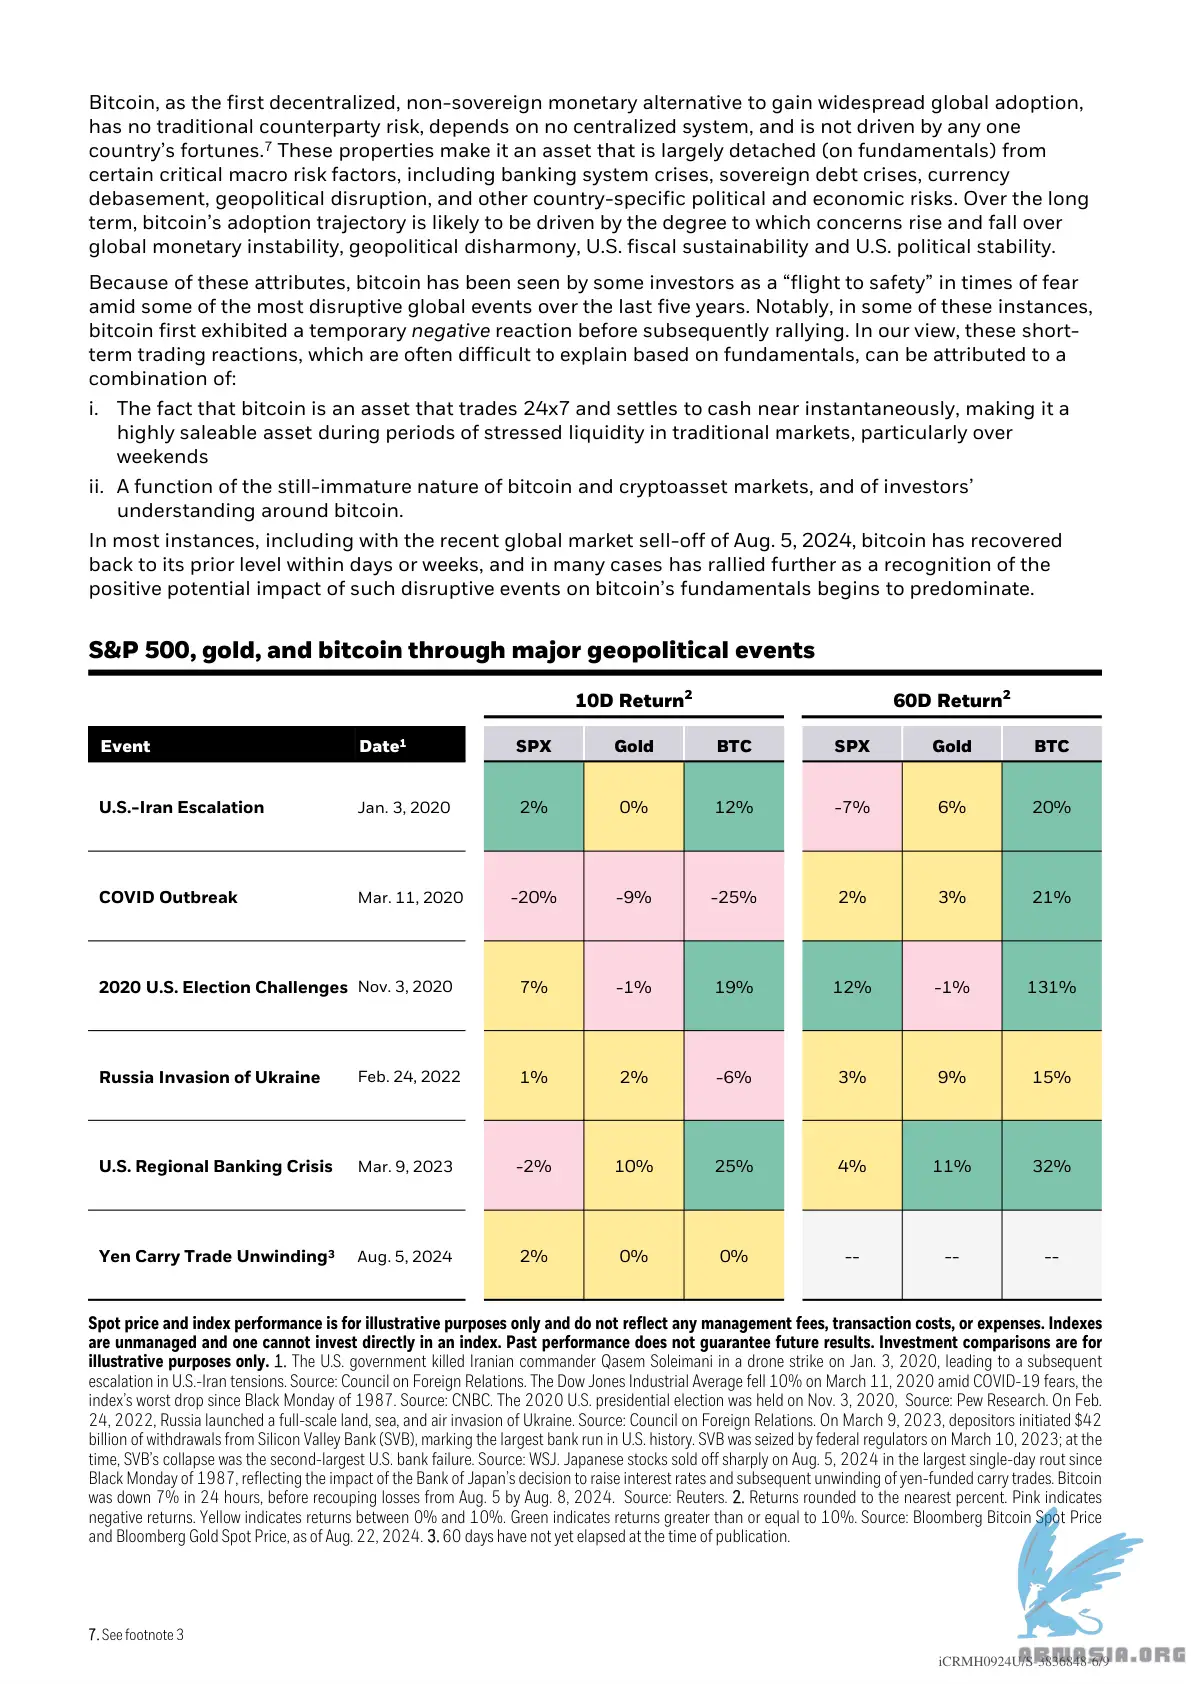 Bitcoin, as the first decentralized, non-sovereign monetary alternative to gain widespread global adoption,
has no traditional counterparty risk, depends on no centralized system, and is not driven by any one
country's fortunes.⁷ These properties make it an asset that is largely detached (on fundamentals) from
certain critical macro risk factors, including banking system crises, sovereign debt crises, currency
debasement, geopolitical disruption, and other country-specific political and economic risks. Over the long
term, bitcoin's adoption trajectory is likely to be driven by the degree to which concerns rise and fall over
global monetary instability, geopolitical disharmony, U.S. fiscal sustainability and U.S. political stability.
Because of these attributes, bitcoin has been seen by some investors as a “flight to safety” in times of fear
amid some of the most disruptive global events over the last five years. Notably, in some of these instances,
bitcoin first exhibited a temporary negative reaction before subsequently rallying. In our view, these short-
term trading reactions, which are often difficult to explain based on fundamentals, can be attributed to a
combination of:
i. The fact that bitcoin is an asset that trades 24x7 and settles to cash near instantaneously, making it a
highly saleable asset during periods of stressed liquidity in traditional markets, particularly over
weekends
ii. A function of the still-immature nature of bitcoin and cryptoasset markets, and of investors'
understanding around bitcoin.
In most instances, including with the recent global market sell-off of Aug. 5, 2024, bitcoin has recovered
back to its prior level within days or weeks, and in many cases has rallied further as a recognition of the
positive potential impact of such disruptive events on bitcoin's fundamentals begins to predominate.
S&P 500, gold, and bitcoin through major geopolitical events
10D Return² 60D Return²
Event Date¹ SPX Gold BTC SPX Gold BTC
U.S.-Iran Escalation Jan. 3, 2020 2% 0% 12% -7% 6% 20%
COVID Outbreak Mar. 11, 2020 -20% -9% -25% 2% 3% 21%
2020 U.S. Election Challenges Nov. 3, 2020 7% -1% 19% 12% -1% 131%
Russia Invasion of Ukraine Feb. 24, 2022 1% 2% -6% 3% 9% 15%
U.S. Regional Banking Crisis Mar. 9, 2023 -2% 10% 25% 4% 11% 32%
Yen Carry Trade Unwinding³ Aug. 5, 2024 2% 0% 0% -- -- --
Spot price and index performance is for illustrative purposes only and do not reflect any management fees, transaction costs, or expenses. Indexes
are unmanaged and one cannot invest directly in an index. Past performance does not guarantee future results. Investment comparisons are for
illustrative purposes only. 1. The U.S. government killed Iranian commander Qasem Soleimani in a drone strike on Jan. 3, 2020, leading to a subsequent
escalation in U.S.-Iran tensions. Source: Council on Foreign Relations. The Dow Jones Industrial Average fell 10% on March 11, 2020 amid COVID-19 fears, the
index's worst drop since Black Monday of 1987. Source: CNBC. The 2020 U.S. presidential election was held on Nov. 3, 2020, Source: Pew Research. On Feb.
24, 2022, Russia launched a full-scale land, sea, and air invasion of Ukraine. Source: Council on Foreign Relations. On March 9, 2023, depositors initiated $42
billion of withdrawals from Silicon Valley Bank (SVB), marking the largest bank run in U.S. history. SVB was seized by federal regulators on March 10, 2023; at the
time, SVB's collapse was the second-largest U.S. bank failure. Source: WSJ. Japanese stocks sold off sharply on Aug. 5, 2024 in the largest single-day rout since
Black Monday of 1987, reflecting the impact of the Bank of Japan's decision to raise interest rates and subsequent unwinding of yen-funded carry trades. Bitcoin
was down 7% in 24 hours, before recouping losses from Aug. 5 by Aug. 8, 2024. Source: Reuters. 2. Returns rounded to the nearest percent. Pink indicates
negative returns. Yellow indicates returns between 0% and 10%. Green indicates returns greater than or equal to 10%. Source: Bloomberg Bitcoin Spot Price
and Bloomberg Gold Spot Price, as of Aug. 22, 2024. 3. 60 days have not yet elapsed at the time of publication.
7. See footnote 3
ARMASIA.ORG
iCRMH0924U/S-3836848-6/9